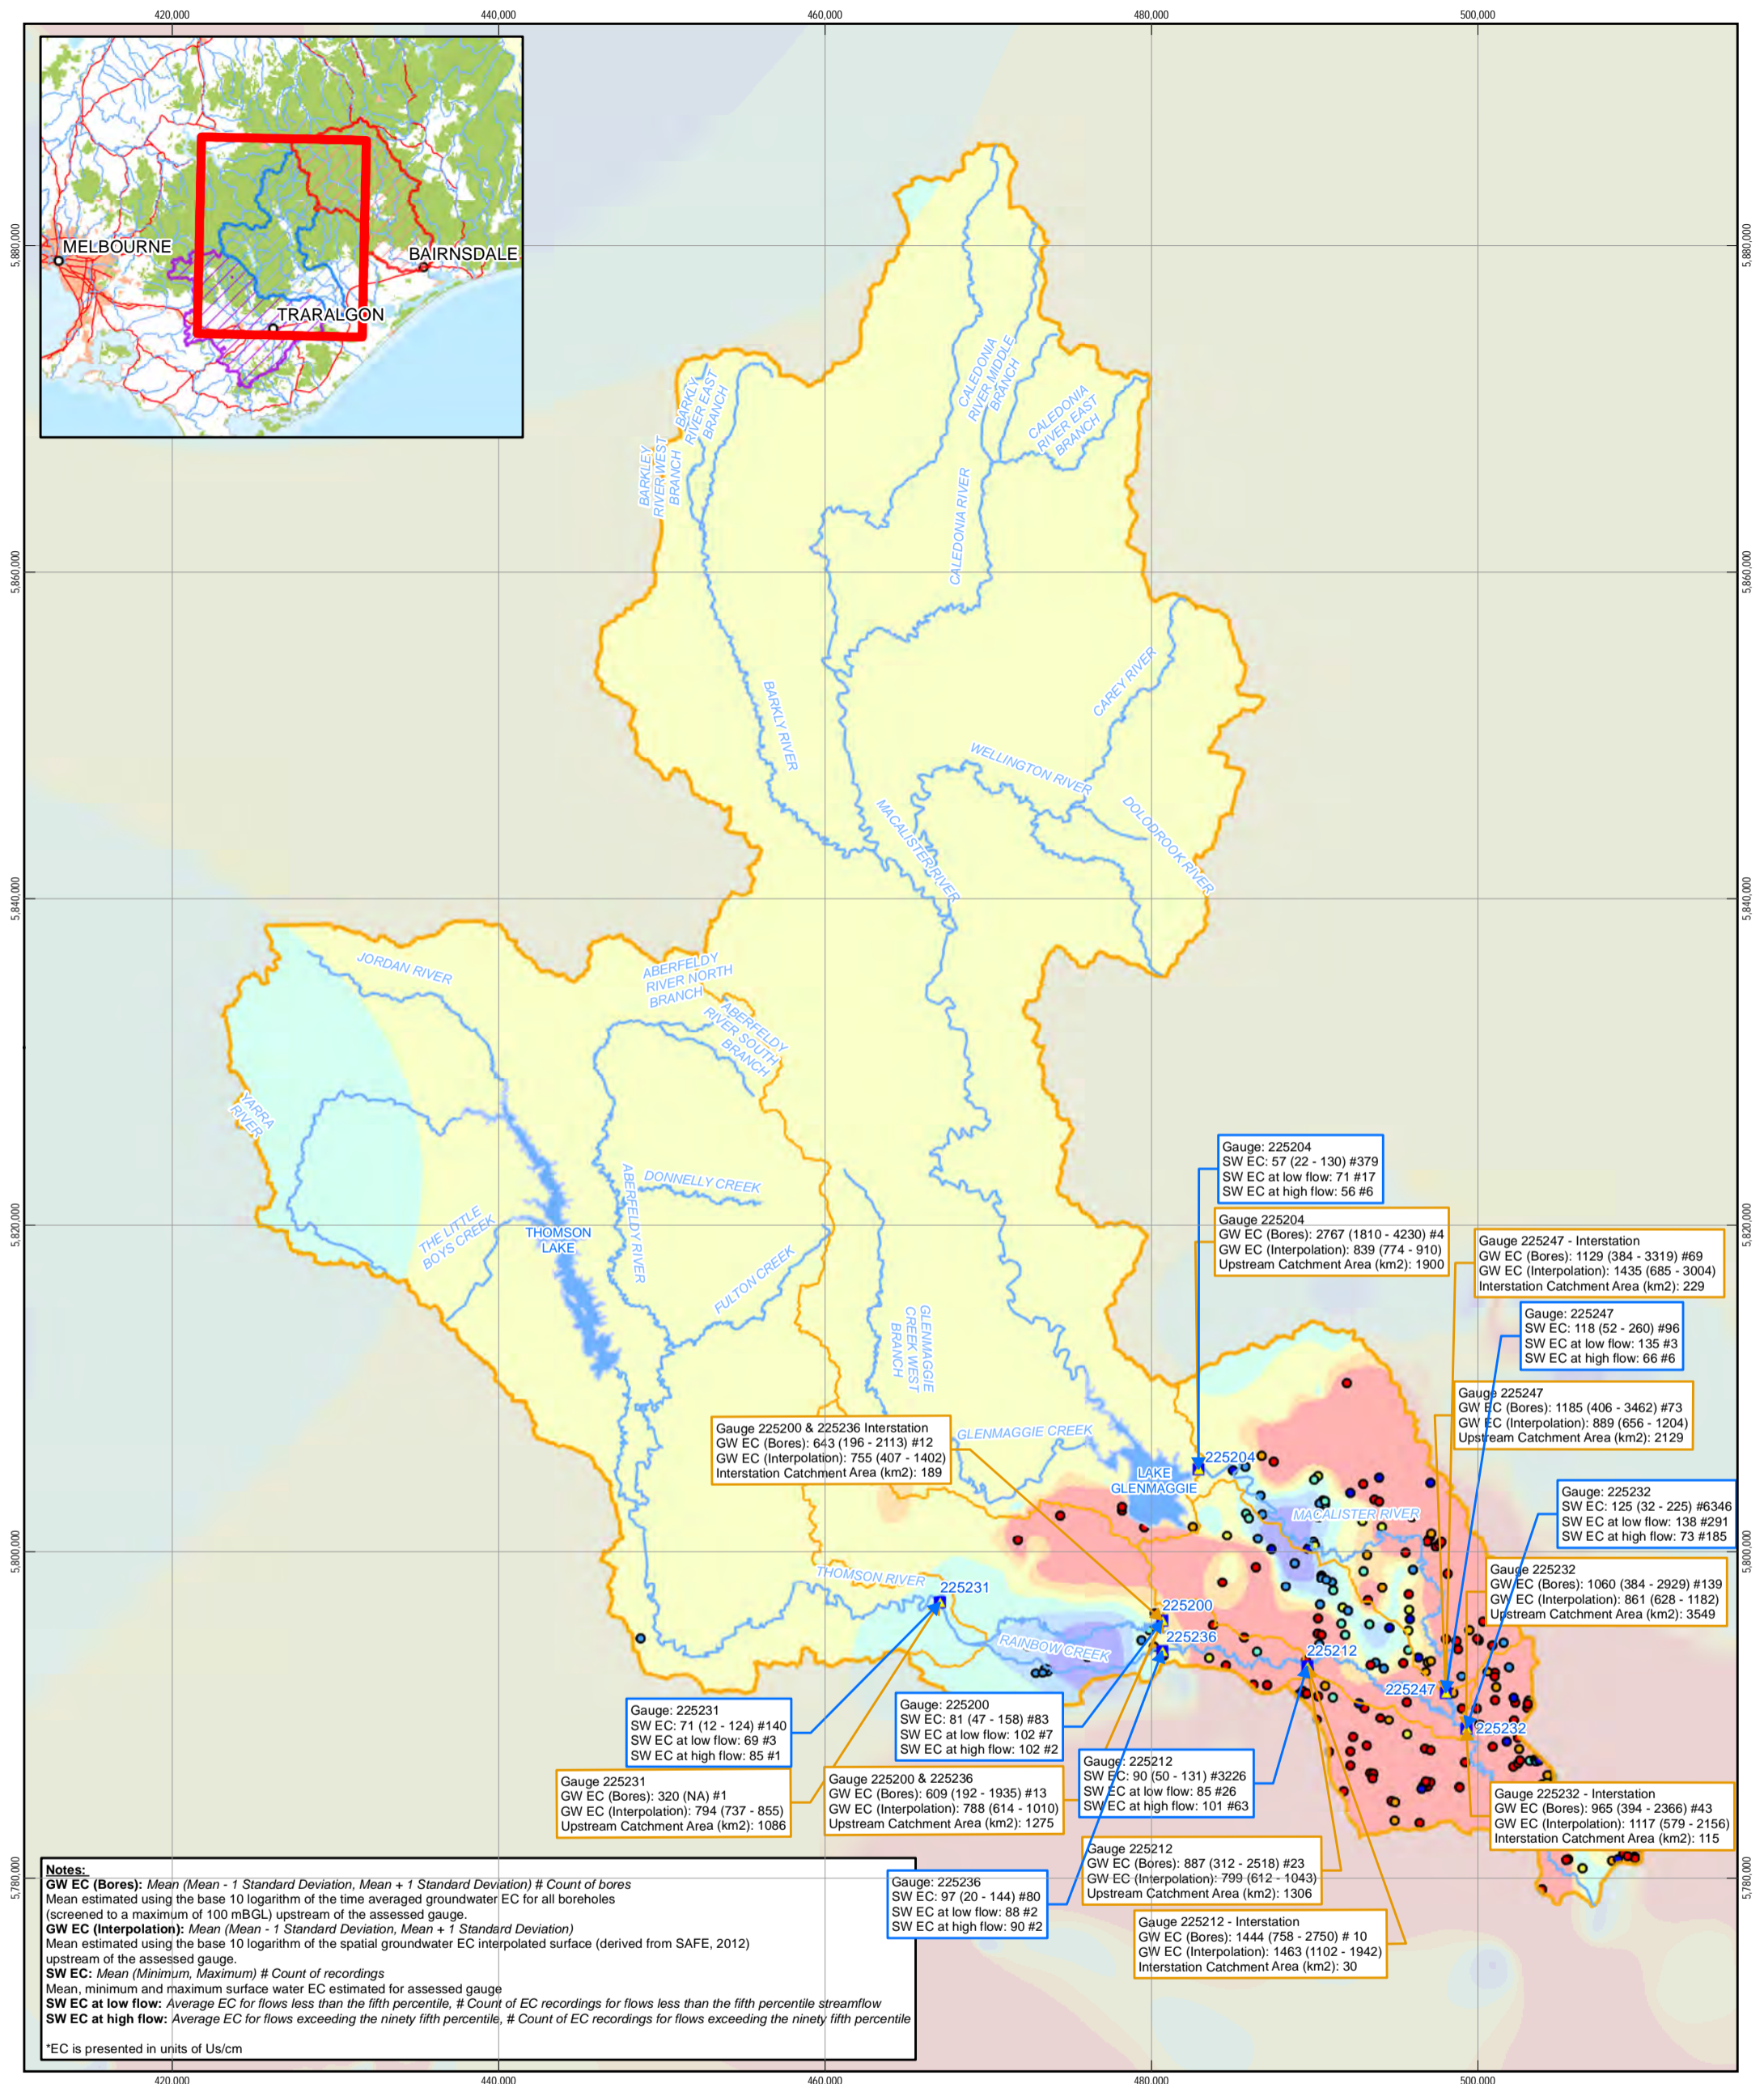 420,000
440,000
460,000
480,000
500,000
MELBOURNE
BAIRNSDALE
TRARALGON
5,880,000
5,880,000
CALEDONIA
RIVER MIDDLE
BRANCH
BARKLY
RIVER EAST
BRANCH
CALEDONIA
RIVER EAST
BRANCH
BARKLEY
RIVER WEST
BRANCH
CALEDONIA RIVER
5,860,000
5,860,000
CAREY RIVER
BARKLY RIVER
WELLINGTON RIVER
DOLODROOK RIVER
MACALISTER RIVER
5,840,000
5,840,000
JORDAN RIVER
ABERFELDY
RIVER NORTH
BRANCH
ABERFELDY
RIVER SOUTH
BRANCH
YARRA
RIVER
DONNELLY CREEK
ABERFELDY RIVER
THE LITTLE
BOYS CREEK
THOMSON
LAKE
FULTON CREEK
5,820,000
5,820,000
GLENMAGGIE
CREEK WEST
BRANCH
Gauge: 225204
SW EC: 57 (22 - 130) #379
SW EC at low flow: 71 #17
SW EC at high flow: 56 #6
Gauge 225204
GW EC (Bores): 2767 (1810 - 4230) #4
GW EC (Interpolation): 839 (774 - 910)
Upstream Catchment Area (km2): 1900
Gauge 225247 - Interstation
GW EC (Bores): 1129 (384 - 3319) #69
GW EC (Interpolation): 1435 (685 - 3004)
Interstation Catchment Area (km2): 229
Gauge: 225247
SW EC: 118 (52 - 260) #96
SW EC at low flow: 135 #3
SW EC at high flow: 66 #6
Gauge 225247
GW EC (Bores): 1185 (406 - 3462) #73
GW EC (Interpolation): 889 (656 - 1204)
Upstream Catchment Area (km2): 2129
Gauge 225200 & 225236 Interstation
GW EC (Bores): 643 (196 - 2113) #12
GW EC (Interpolation): 755 (407 - 1402)
Interstation Catchment Area (km2): 189
GLENMAGGIE CREEK
225204
LAKE
GLENMAGGIE
MACALISTER RIVER
Gauge: 225232
SW EC: 125 (32 - 225) #6346
SW EC at low flow: 138 #291
SW EC at high flow: 73 #185
5,800,000
5,800,000
Gauge 225232
GW EC (Bores): 1060 (384 - 2929) #139
GW EC (Interpolation): 861 (628 - 1182)
Upstream Catchment Area (km2): 3549
THOMSON RIVER
225231
225200
225236
RAINBOW CREEK
225212
225247
225232
Gauge: 225231
SW EC: 71 (12 - 124) #140
SW EC at low flow: 69 #3
SW EC at high flow: 85 #1
Gauge: 225200
SW EC: 81 (47 - 158) #83
SW EC at low flow: 102 #7
SW EC at high flow: 102 #2
Gauge: 225212
SW EC: 90 (50 - 131) #3226
SW EC at low flow: 85 #26
SW EC at high flow: 101 #63
Gauge 225231
GW EC (Bores): 320 (NA) #1
GW EC (Interpolation): 794 (737 - 855)
Upstream Catchment Area (km2): 1086
Gauge 225200 & 225236
GW EC (Bores): 609 (192 - 1935) #13
GW EC (Interpolation): 788 (614 - 1010)
Upstream Catchment Area (km2): 1275
Gauge 225232 - Interstation
GW EC (Bores): 965 (394 - 2366) #43
GW EC (Interpolation): 1117 (579 - 2156)
Interstation Catchment Area (km2): 115
Gauge 225212
GW EC (Bores): 887 (312 - 2518) #23
GW EC (Interpolation): 799 (612 - 1043)
Upstream Catchment Area (km2): 1306
Gauge: 225236
SW EC: 97 (20 - 144) #80
SW EC at low flow: 88 #2
SW EC at high flow: 90 #2
Gauge 225212 - Interstation
GW EC (Bores): 1444 (758 - 2750) # 10
GW EC (Interpolation): 1463 (1102 - 1942)
Interstation Catchment Area (km2): 30
5,780,000
5,780,000
Notes:
GW EC (Bores): Mean (Mean - 1 Standard Deviation, Mean + 1 Standard Deviation) # Count of bores
Mean estimated using the base 10 logarithm of the time averaged groundwater EC for all boreholes
(screened to a maximum of 100 mBGL) upstream of the assessed gauge.
GW EC (Interpolation): Mean (Mean - 1 Standard Deviation, Mean + 1 Standard Deviation)
Mean estimated using the base 10 logarithm of the spatial groundwater EC interpolated surface (derived from SAFE, 2012)
upstream of the assessed gauge.
SW EC: Mean (Minimum, Maximum) # Count of recordings
Mean, minimum and maximum surface water EC estimated for assessed gauge
SW EC at low flow: Average EC for flows less than the fifth percentile, # Count of EC recordings for flows less than the fifth percentile streamflow
SW EC at high flow: Average EC for flows exceeding the ninety fifth percentile, # Count of EC recordings for flows exceeding the ninety fifth percentile
*EC is presented in units of Us/cm
420,000
440,000
460,000
480,000
500,000